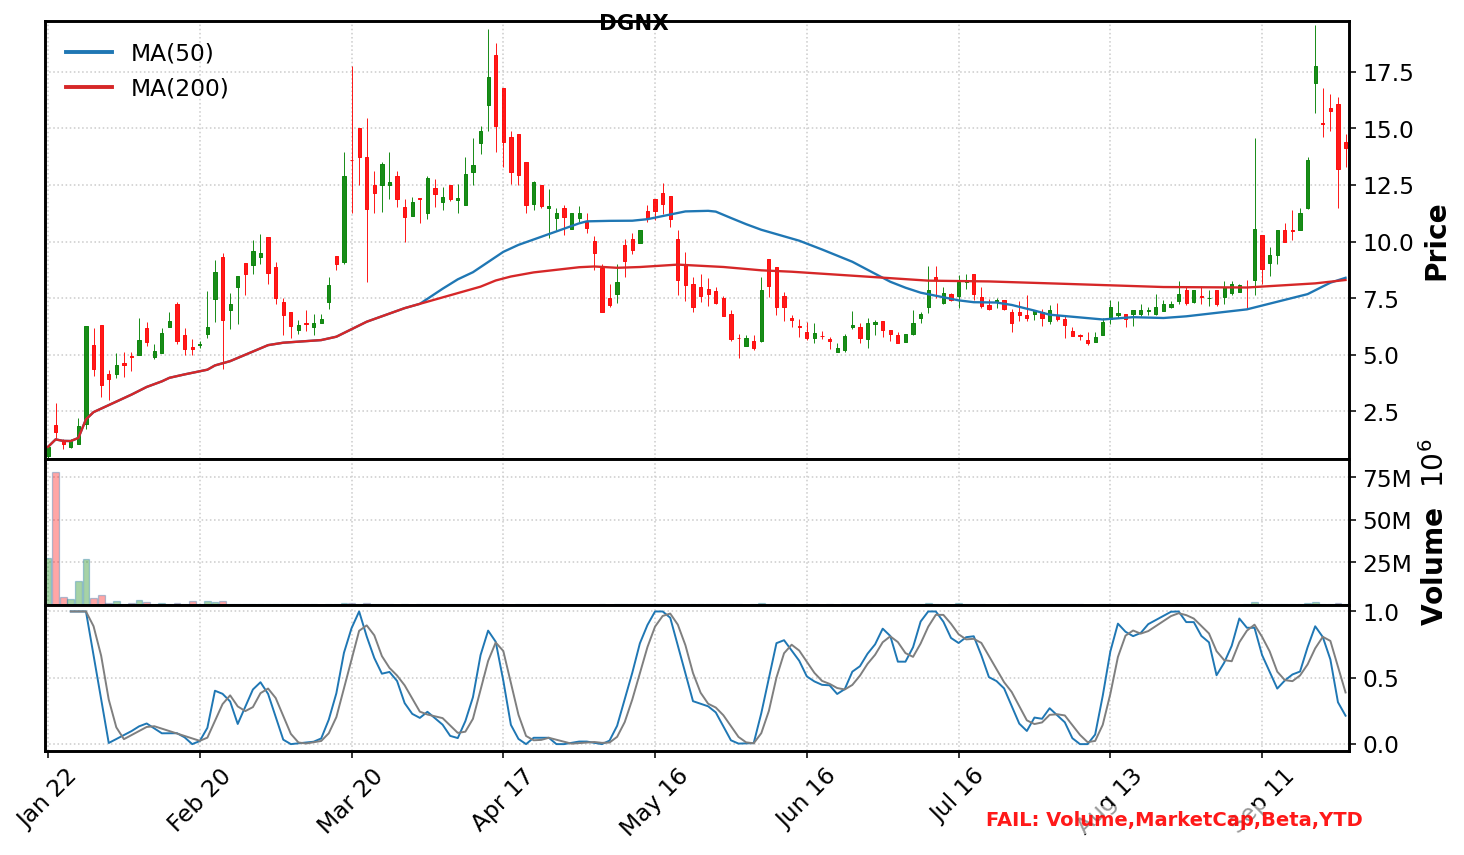 DGNX
MA(50)
MA(200)
17.5
15.0
12.5
10.0
7.5
5.0
2.5
Price
75M
50M
25M
Volume 10^6
1.0
0.5
0.0
Jan 22
Feb 20
Mar 20
Apr 17
May 16
Jun 16
Jul 16
Aug 13
Sep 11
FAIL: Volume,MarketCap,Beta,YTD